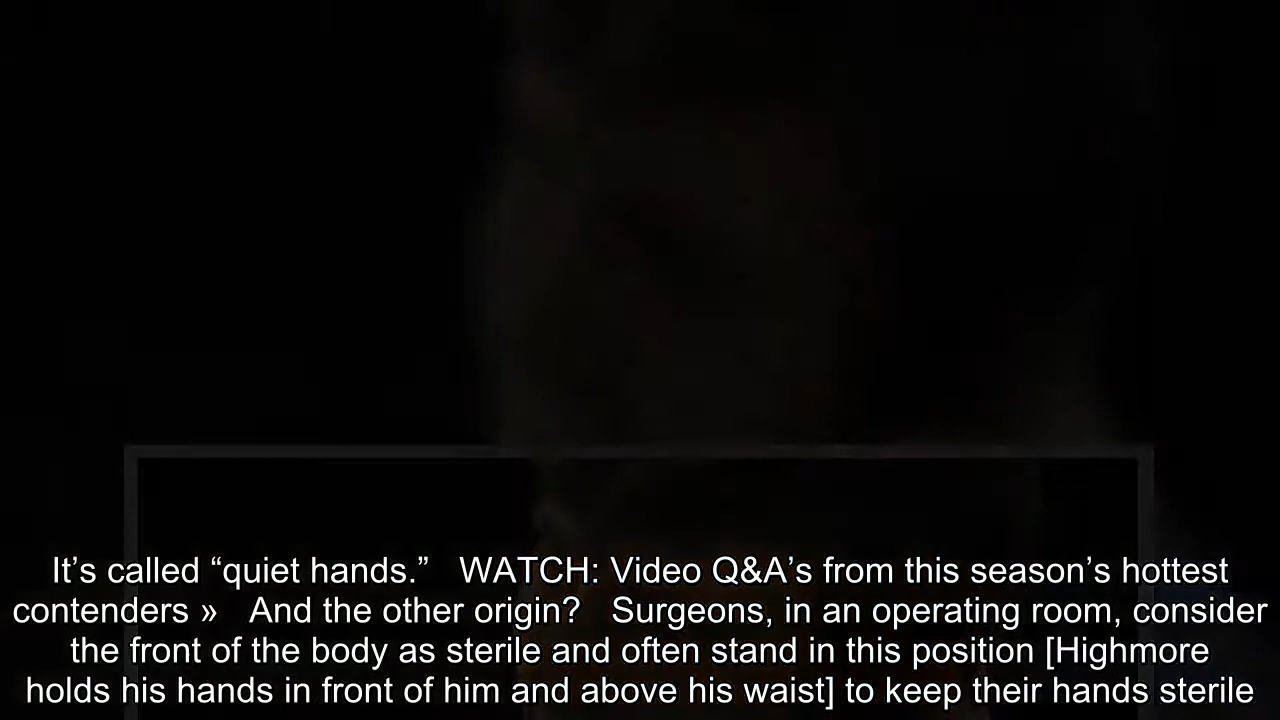 It’s called “quiet hands.”   WATCH: Video Q&A’s from this season’s hottest
contenders »    And the other origin?   Surgeons, in an operating room, consider
the front of the body as sterile and often stand in this position [Highmore
holds his hands in front of him and above his waist] to keep their hands sterile